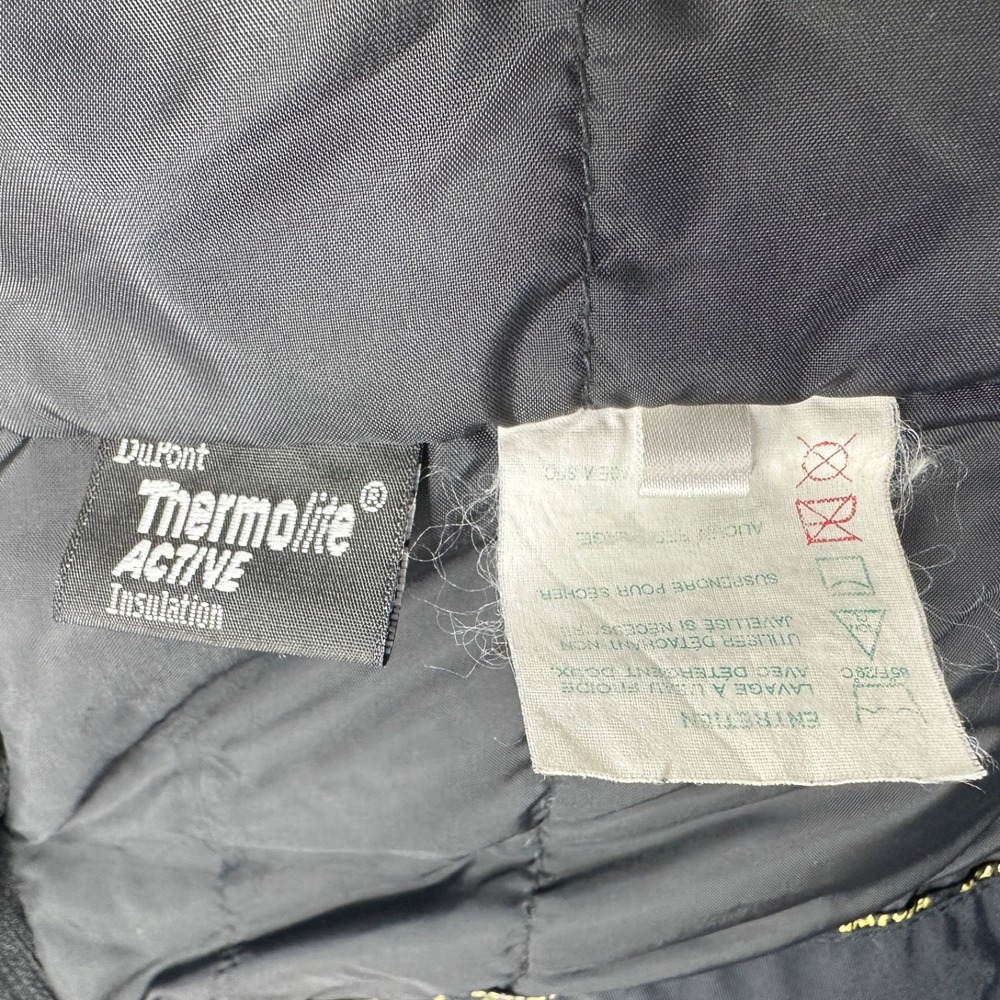 DuPont
Thermolite®
ACTIVE
Insulation
ENTRETIEN
LAVAGE À L'EAU FROIDE
AVEC DÉTERGENT DOUX.
UTILISER DÉTACHANT NON
JAVELLISÉ SI NÉCESSAIRE
SUSPENDRE POUR SÉCHER
AUCUN
85F/29C